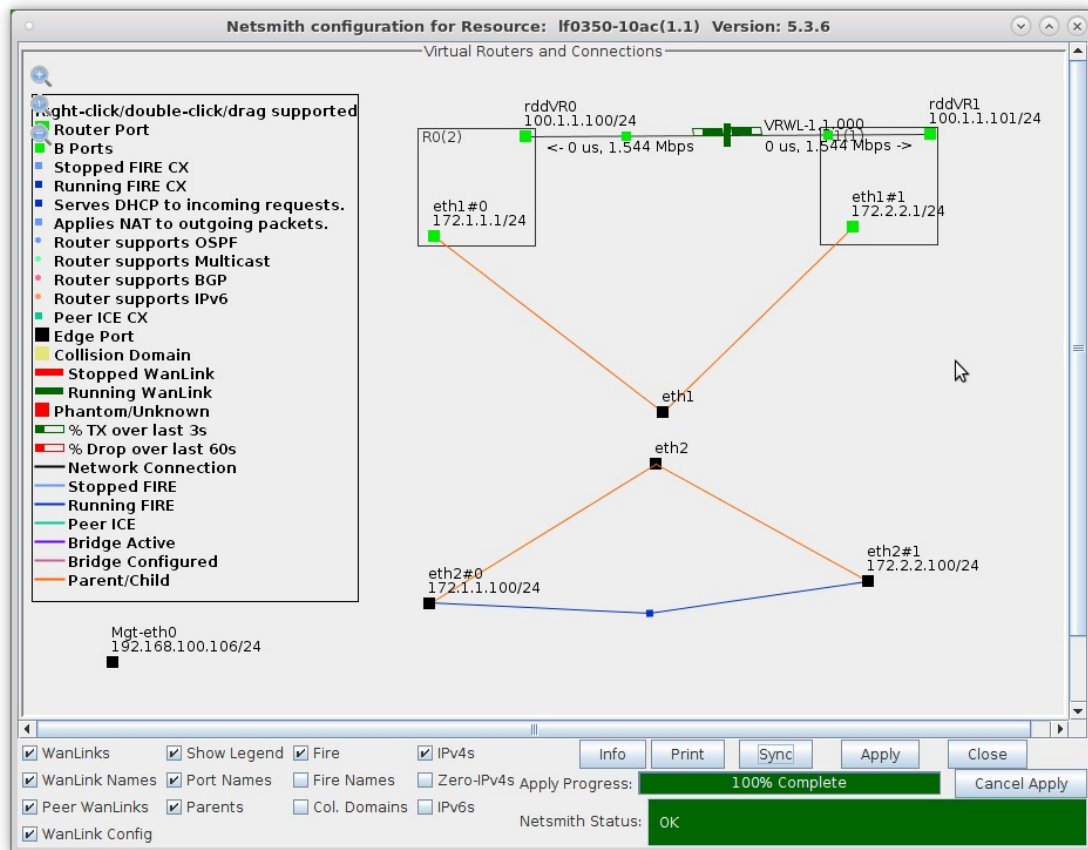 Netsmith configuration for Resource: lf0350-10ac(1.1) Version: 5.3.6
Virtual Routers and Connections
Right-click/double-click/drag supported
Router Port
B Ports
Stopped FIRE CX
Running FIRE CX
Serves DHCP to incoming requests.
Applies NAT to outgoing packets.
Router supports OSPF
Router supports Multicast
Router supports BGP
Router supports IPv6
Peer ICE CX
Edge Port
Collision Domain
Stopped WanLink
Running WanLink
Phantom/Unknown
% TX over last 3s
% Drop over last 60s
Network Connection
Stopped FIRE
Running FIRE
Peer ICE
Bridge Active
Bridge Configured
Parent/Child
rddVR0
100.1.1.100/24
R0(2)
<- 0 us, 1.544 Mbps
VRWL-1.1.000
0 us, 1.544 Mbps ->
rddVR1
100.1.1.101/24
eth1#0
172.1.1.1/24
eth1#1
172.2.2.1/24
eth1
eth2
eth2#0
172.1.1.100/24
eth2#1
172.2.2.100/24
Mgt-eth0
192.168.100.106/24
WanLinks Show Legend Fire IPv4s Info Print Sync Apply Close
WanLink Names Port Names Fire Names Zero-IPv4s Apply Progress: 100% Complete Cancel Apply
Peer WanLinks Parents Col. Domains IPv6s
WanLink Config Netsmith Status: OK